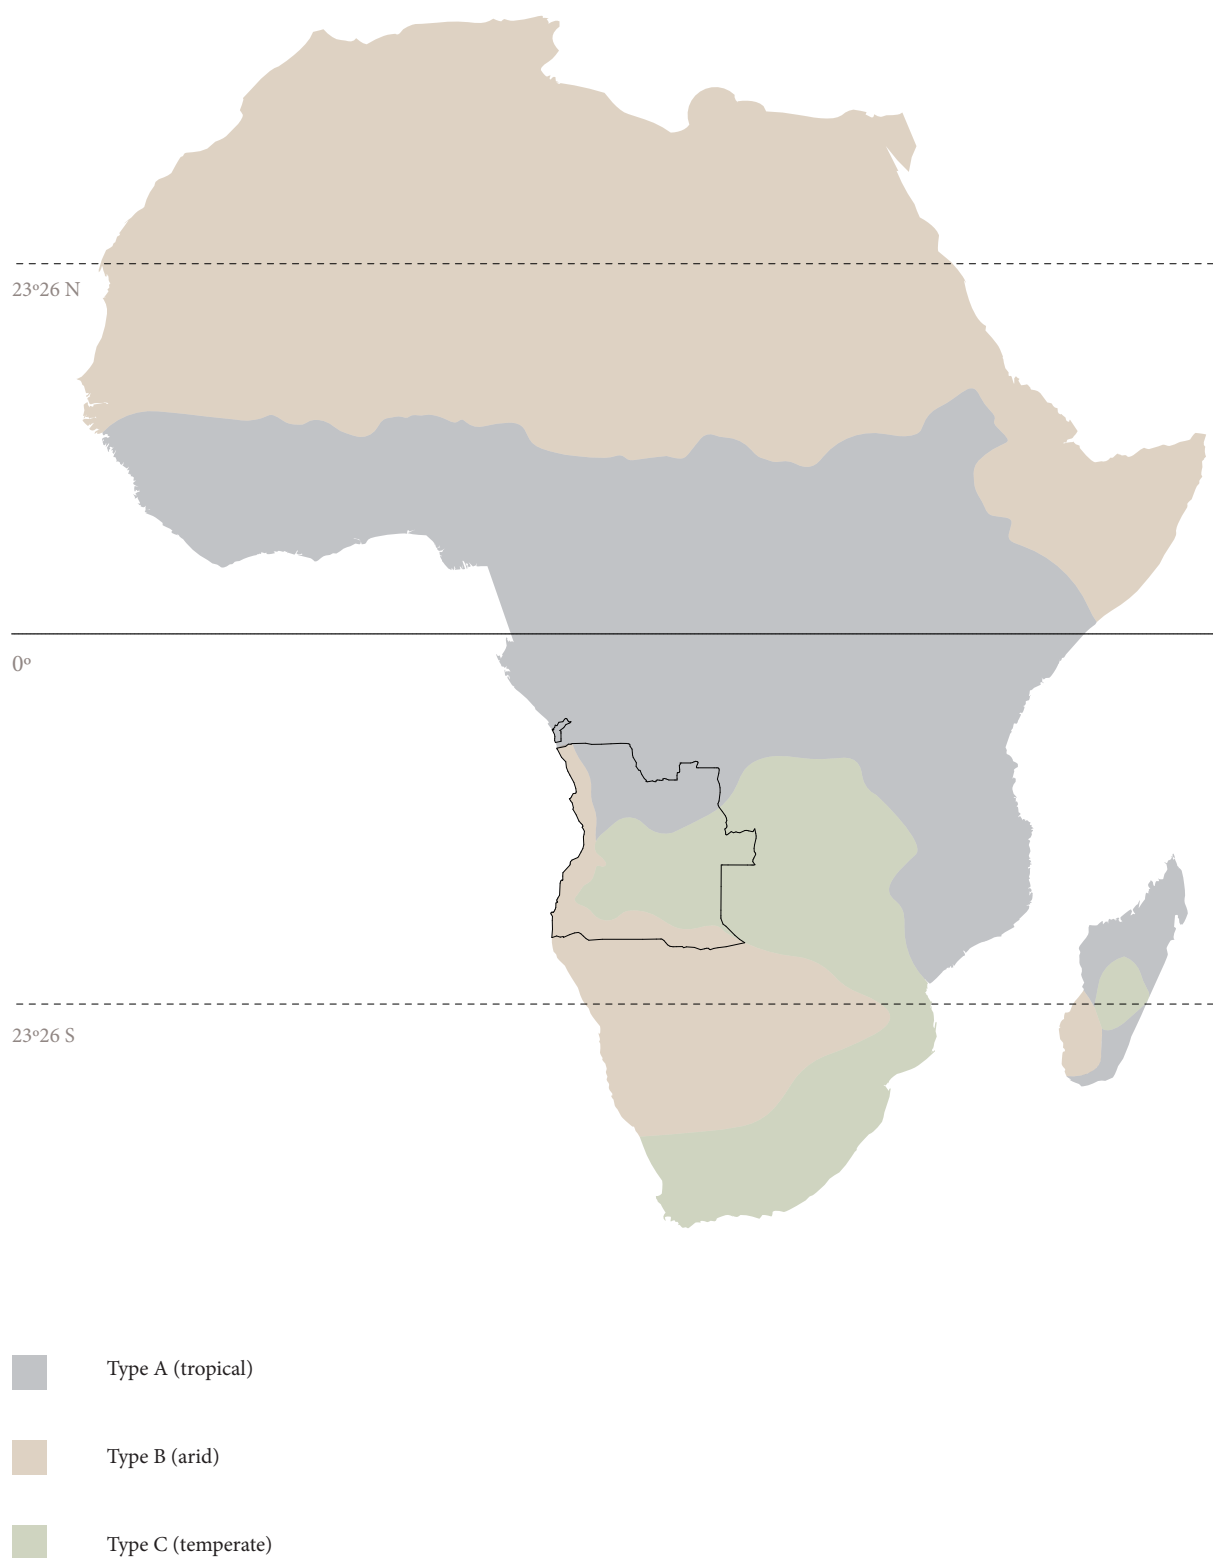 23º26 N
0º
23º26 S
Type A (tropical)
Type B (arid)
Type C (temperate)